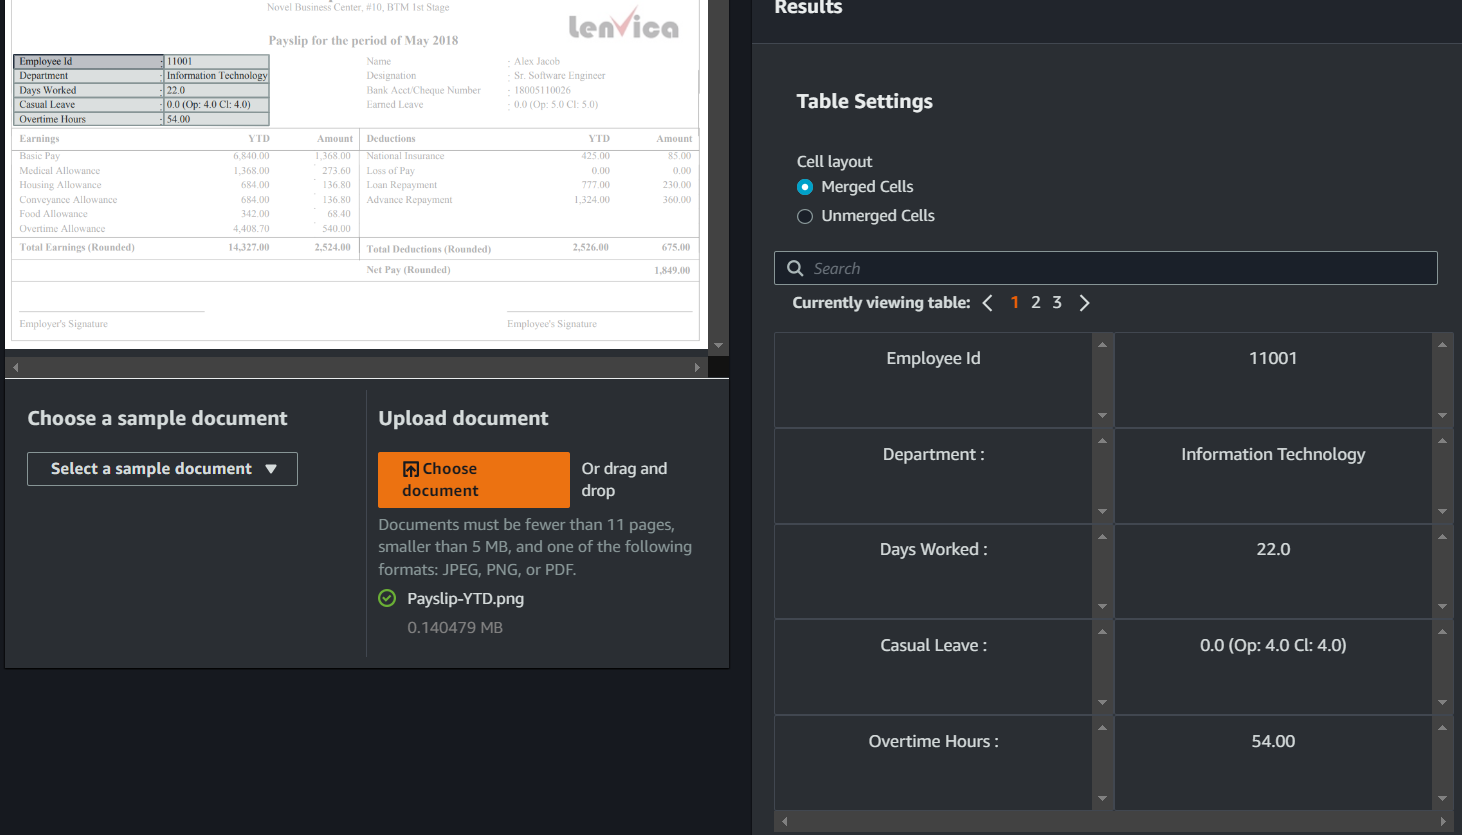 Novel Business Center, #10, BTM 1st Stage
Lenvica
Payslip for the period of May 2018
Employee Id : 11001 Name : Alex Jacob
Department : Information Technology Designation : Sr. Software Engineer
Days Worked : 22.0 Bank Acct/Cheque Number : 18005110026
Casual Leave : 0.0 (Op: 4.0 Cl: 4.0) Earned Leave : 0.0 (Op: 5.0 Cl: 5.0)
Overtime Hours : 54.00
Earnings YTD Amount Deductions YTD Amount
Basic Pay 6,840.00 1,368.00 National Insurance 425.00 85.00
Medical Allowance 1,368.00 273.60 Loss of Pay 0.00 0.00
Housing Allowance 684.00 136.80 Loan Repayment 777.00 230.00
Conveyance Allowance 684.00 136.80 Advance Repayment 1,324.00 360.00
Food Allowance 342.00 68.40
Overtime Allowance 4,408.70 540.00
Total Earnings (Rounded) 14,327.00 2,524.00 Total Deductions (Rounded) 2,526.00 675.00
Net Pay (Rounded) 1,849.00
Employer's Signature Employee's Signature
Choose a sample document
Select a sample document
Upload document
Choose
document
Or drag and
drop
Documents must be fewer than 11 pages,
smaller than 5 MB, and one of the following
formats: JPEG, PNG, or PDF.
Payslip-YTD.png
0.140479 MB
Results
Table Settings
Cell layout
Merged Cells
Unmerged Cells
Search
Currently viewing table: 1 2 3
Employee Id 11001
Department : Information Technology
Days Worked : 22.0
Casual Leave : 0.0 (Op: 4.0 Cl: 4.0)
Overtime Hours : 54.00